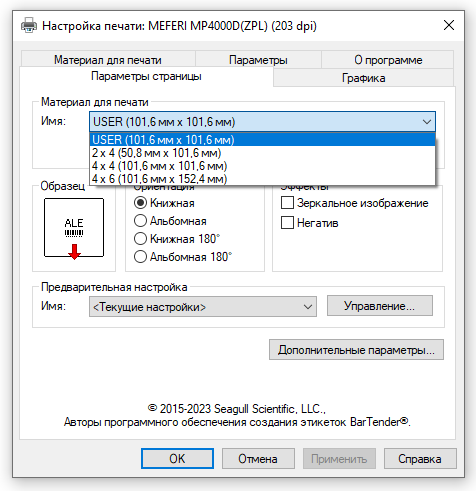 Настройка печати: MEFERI MP4000D(ZPL) (203 dpi)
Материал для печати Параметры О программе
Параметры страницы Графика
Материал для печати
Имя: USER (101,6 мм x 101,6 мм)
USER (101,6 мм x 101,6 мм)
2 x 4 (50,8 мм x 101,6 мм)
4 x 4 (101,6 мм x 101,6 мм)
4 x 6 (101,6 мм x 152,4 мм)
Образец Ориентация Эффекты
ALE
Книжная
Альбомная
Книжная 180°
Альбомная 180°
Зеркальное изображение
Негатив
Предварительная настройка
Имя: <Текущие настройки> Управление...
Дополнительные параметры...
© 2015-2023 Seagull Scientific, LLC.,
Авторы программного обеспечения создания этикеток BarTender®.
OK Отмена Применить Справка